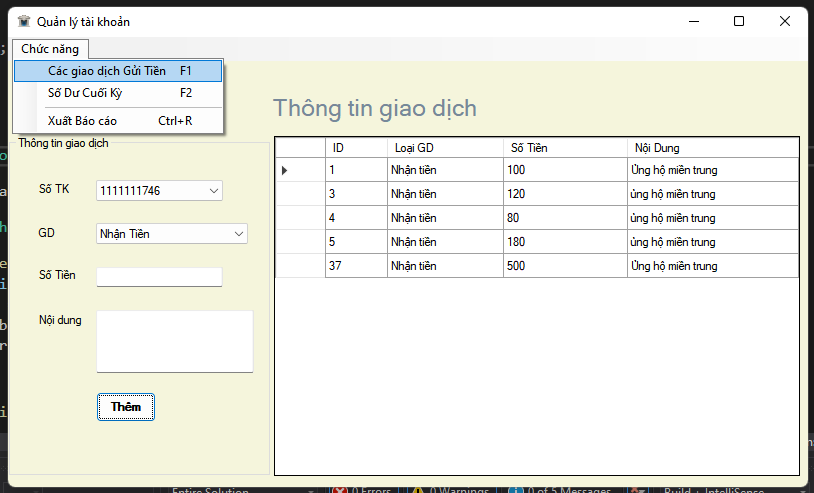 Quản lý tài khoản
Chức năng
Các giao dịch Gửi Tiền F1
Số Dư Cuối Kỳ F2
Xuất Báo cáo Ctrl+R
Thông tin giao dịch
Thông tin giao dịch
Số TK 1111111746
GD Nhận Tiền
Số Tiền
Nội dung
Thêm
ID Loại GD Số Tiền Nội Dung
1 Nhận tiền 100 Ủng hộ miền trung
3 Nhận tiền 120 ủng hộ miền trung
4 Nhận tiền 80 ủng hộ miền trung
5 Nhận tiền 180 ủng hộ miền trung
37 Nhận tiền 500 Ủng hộ miền trung
Entire Solution 0 Errors 0 Warnings 0 of 5 Messages Build + IntelliSense